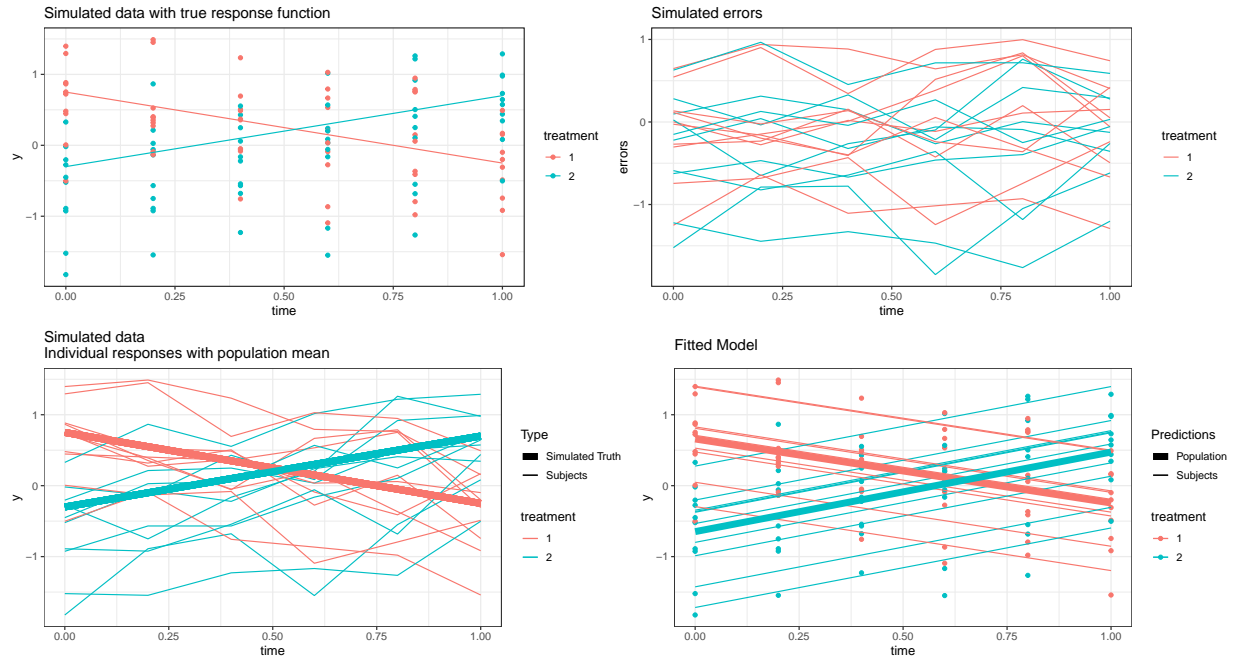 Simulated data with true response function
1
0
−1
y
0.00 0.25 0.50 0.75 1.00
time
treatment
1
2
Simulated errors
1
0
−1
errors
0.00 0.25 0.50 0.75 1.00
time
treatment
1
2
Simulated data
Individual responses with population mean
1
0
−1
y
0.00 0.25 0.50 0.75 1.00
time
Type
Simulated Truth
Subjects
treatment
1
2
Fitted Model
1
0
−1
y
0.00 0.25 0.50 0.75 1.00
time
Predictions
Population
Subjects
treatment
1
2